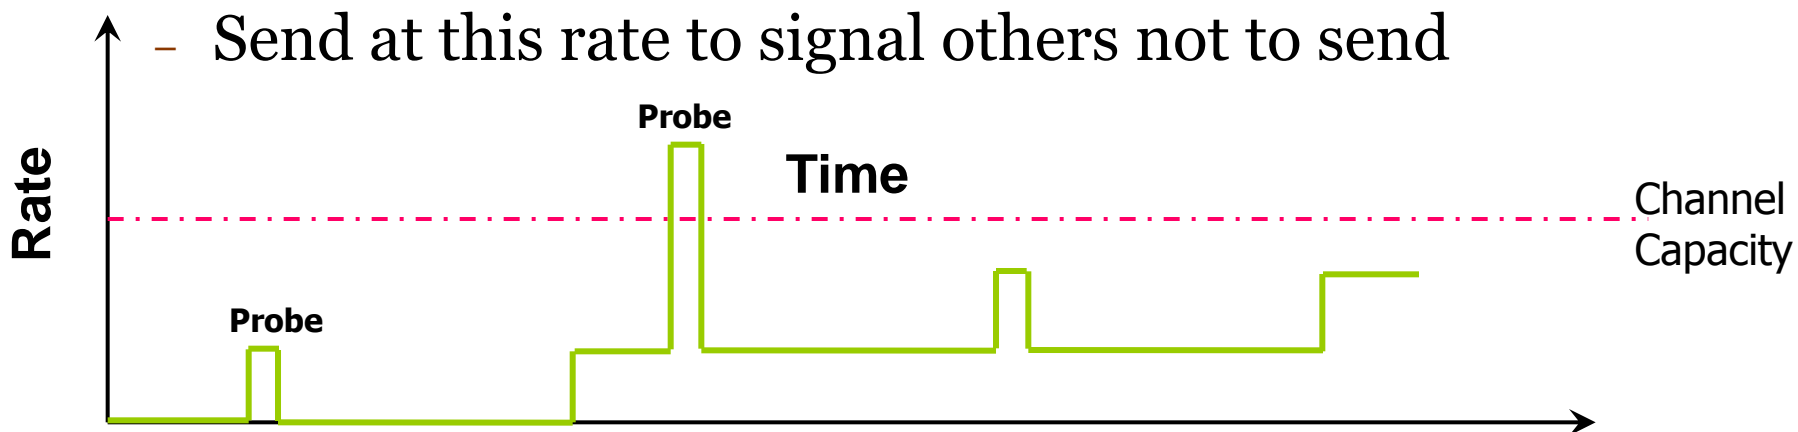 – Send at this rate to signal others not to send
Probe
Time
Rate
Channel
Capacity
Probe